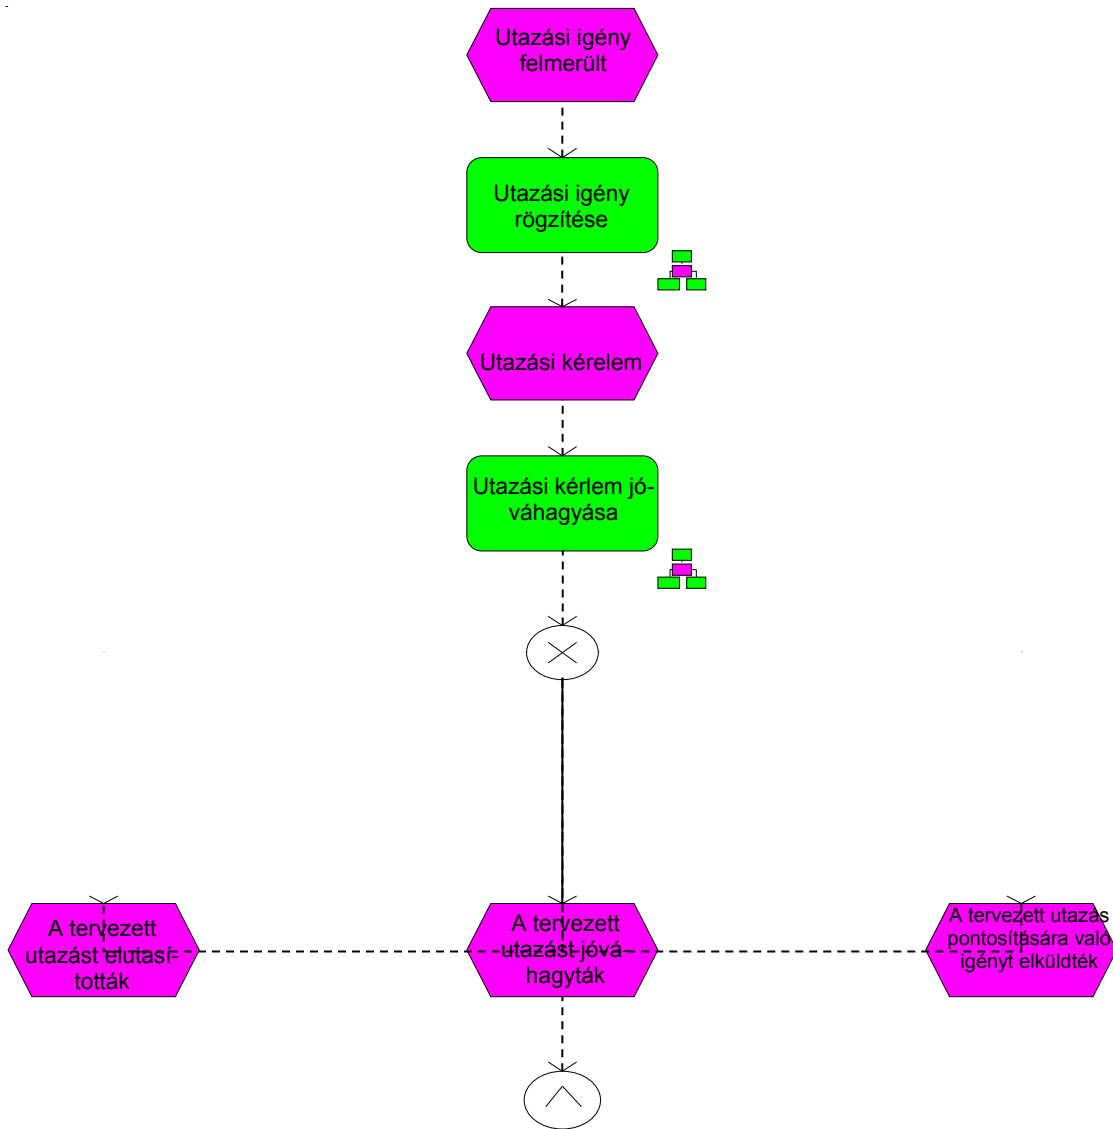 Utazási igény
felmerült
Utazási igény
rögzítése
Utazási kérelem
Utazási kérlem jó-
váhagyása
A tervezett
utazást elutasí-
tották
A tervezett
utazást jóvá-
hagyták
A tervezett utazás
pontosítására való
igényt elküldték